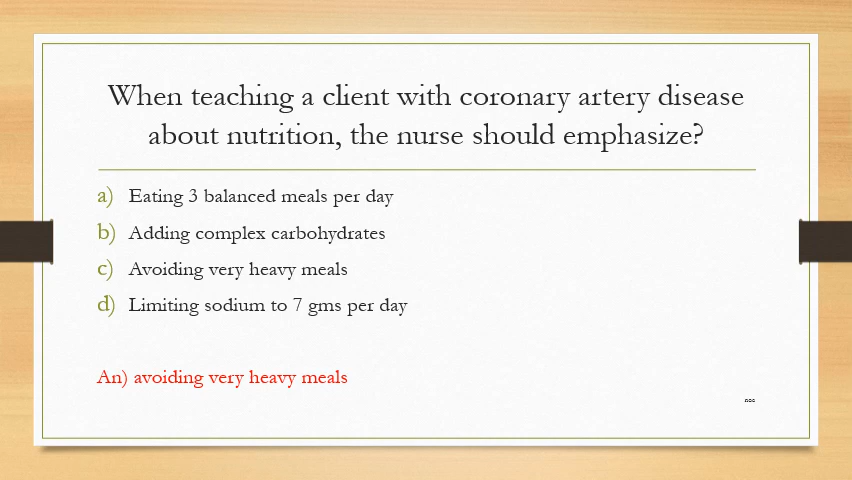 When teaching a client with coronary artery disease
about nutrition, the nurse should emphasize?
a) Eating 3 balanced meals per day
b) Adding complex carbohydrates
c) Avoiding very heavy meals
d) Limiting sodium to 7 gms per day
An) avoiding very heavy meals